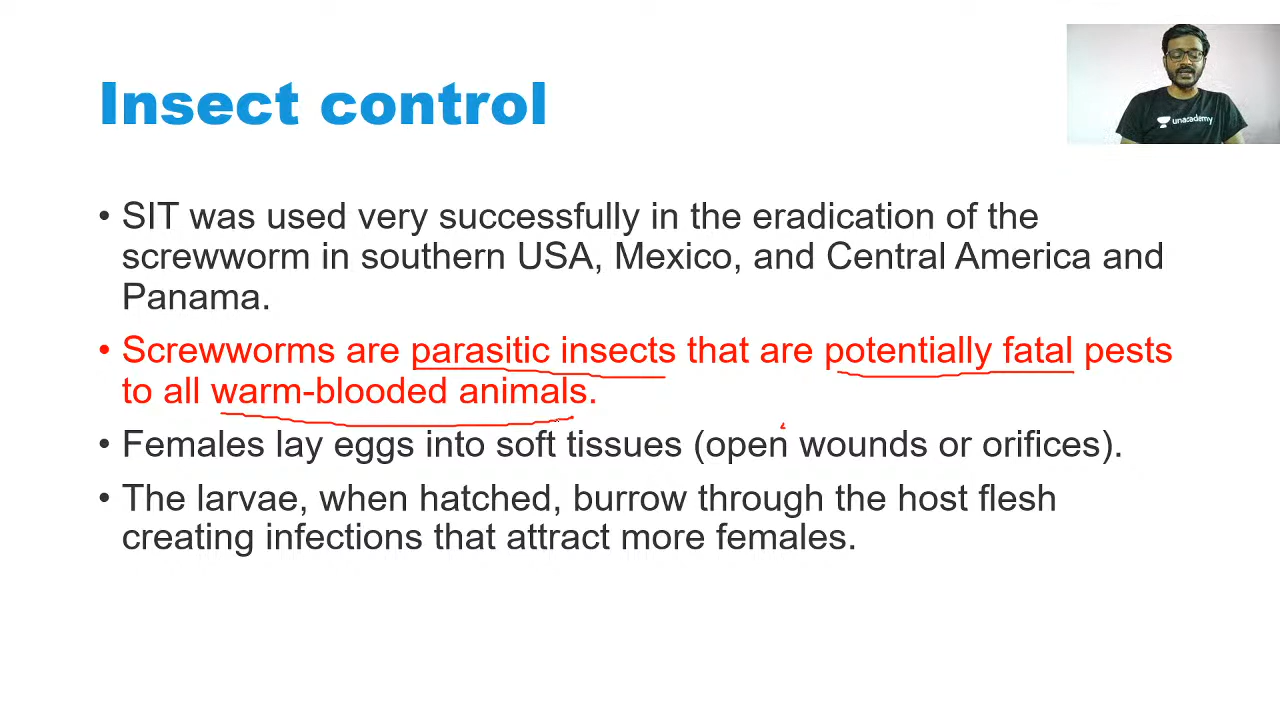 Insect control
unacademy
• SIT was used very successfully in the eradication of the
screwworm in southern USA, Mexico, and Central America and
Panama.
• Screwworms are parasitic insects that are potentially fatal pests
to all warm-blooded animals.
• Females lay eggs into soft tissues (open wounds or orifices).
• The larvae, when hatched, burrow through the host flesh
creating infections that attract more females.